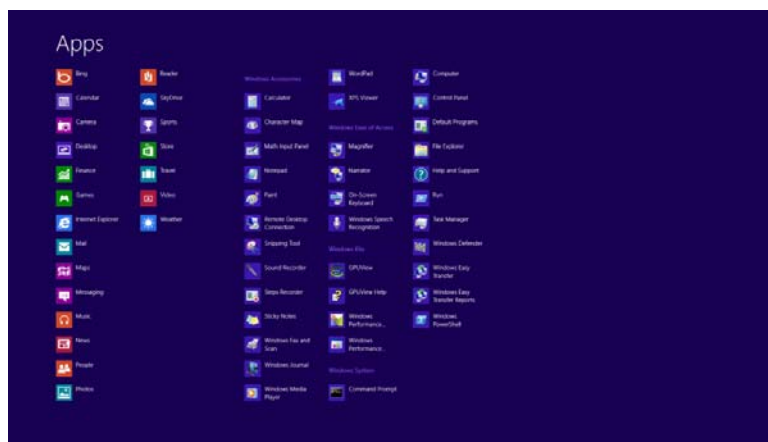 Apps
Bing
Calendar
Camera
Desktop
Finance
Games
Internet Explorer
Mail
Maps
Messaging
Music
News
People
Photos
Reader
SkyDrive
Sports
Store
Travel
Video
Weather
Windows Accessories
Calculator
Character Map
Math Input Panel
Notepad
Paint
Remote Desktop
Connection
Snipping Tool
Sound Recorder
Steps Recorder
Sticky Notes
Windows Fax and
Scan
Windows Journal
Windows Media
Player
WordPad
XPS Viewer
Windows Ease of Access
Magnifier
Narrator
On-Screen
Keyboard
Windows Speech
Recognition
Windows Kits
GPUView
GPUView Help
Windows
Performance...
Windows
Performance...
Windows System
Command Prompt
Computer
Control Panel
Default Programs
File Explorer
Help and Support
Run
Task Manager
Windows Defender
Windows Easy
Transfer
Windows Easy
Transfer Reports
Windows
PowerShell